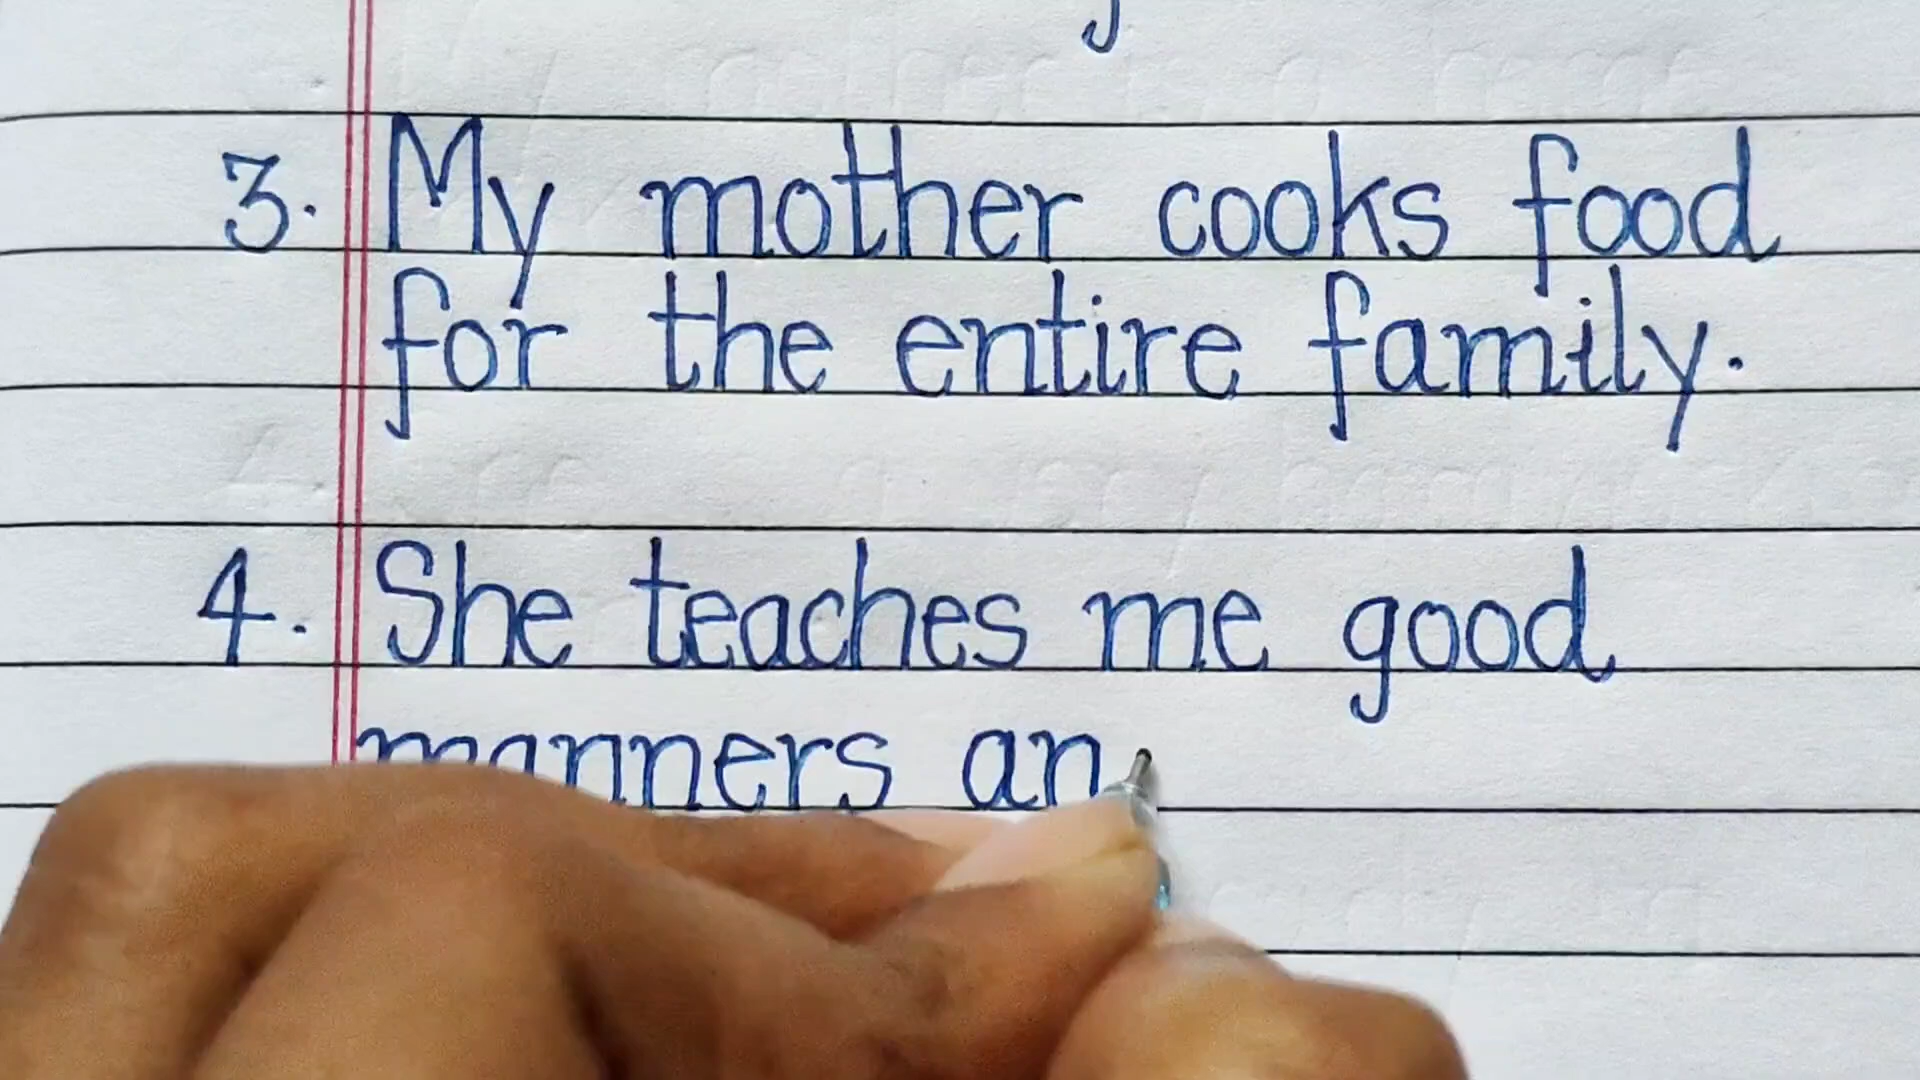 3. My mother cooks food
for the entire family.
4. She teaches me good
manners an